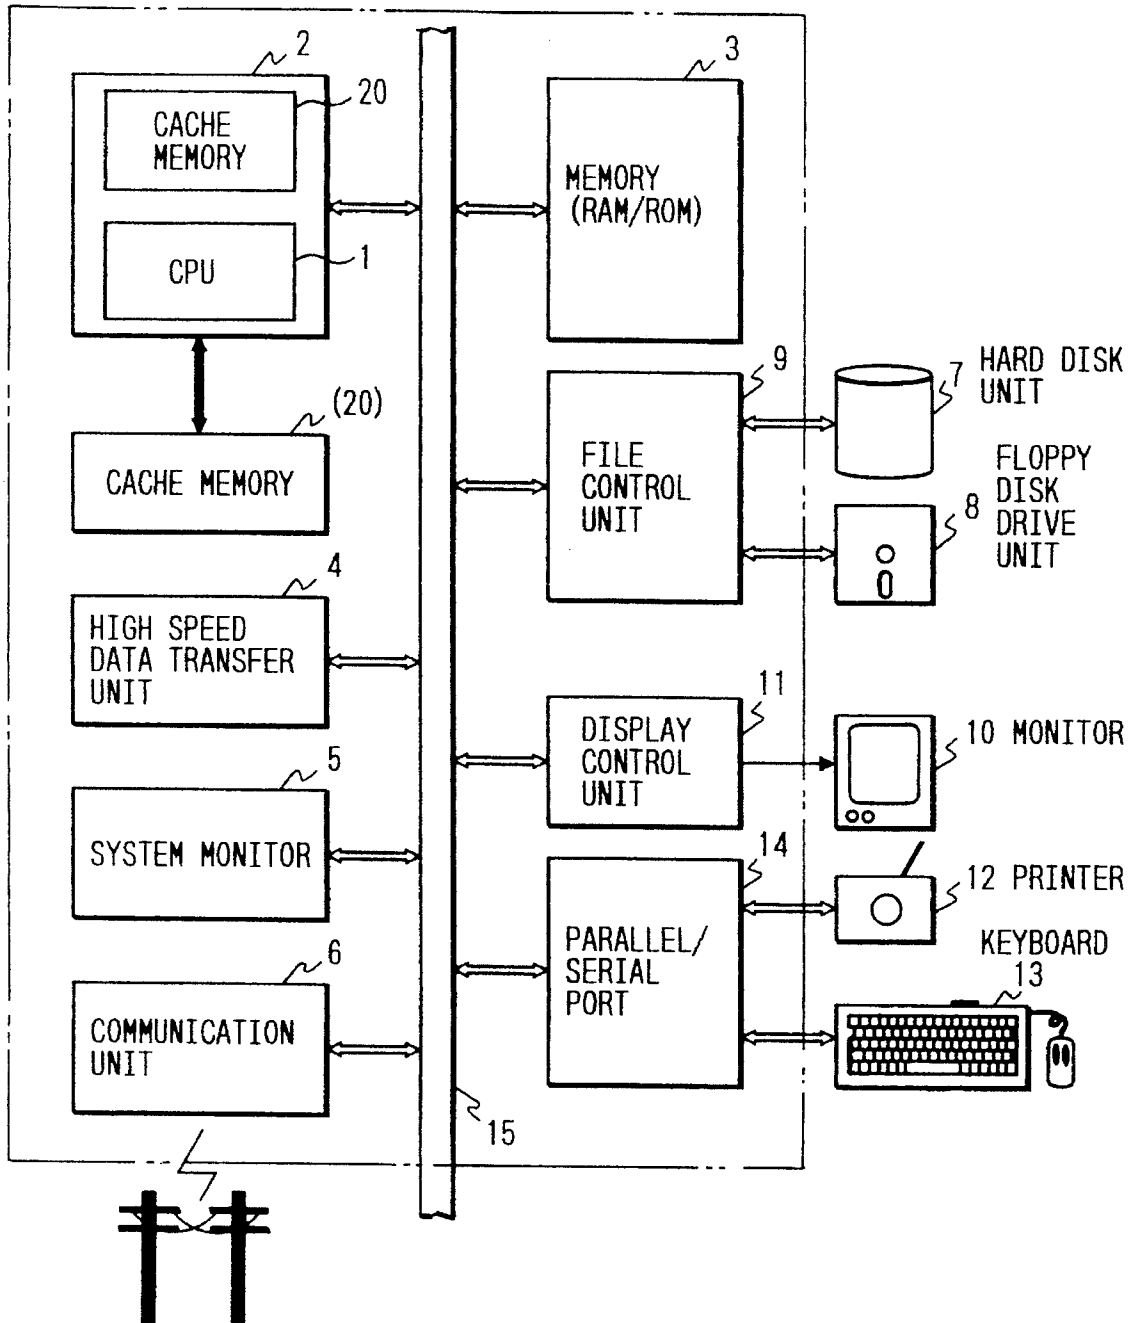 2
20
CACHE
MEMORY
CPU
1
(20)
CACHE MEMORY
4
HIGH SPEED
DATA TRANSFER
UNIT
5
SYSTEM MONITOR
6
COMMUNICATION
UNIT
15
3
MEMORY
(RAM/ROM)
9
FILE
CONTROL
UNIT
7
HARD DISK
UNIT
8
FLOPPY
DISK
DRIVE
UNIT
11
DISPLAY
CONTROL
UNIT
10 MONITOR
14
PARALLEL/
SERIAL
PORT
12 PRINTER
KEYBOARD
13